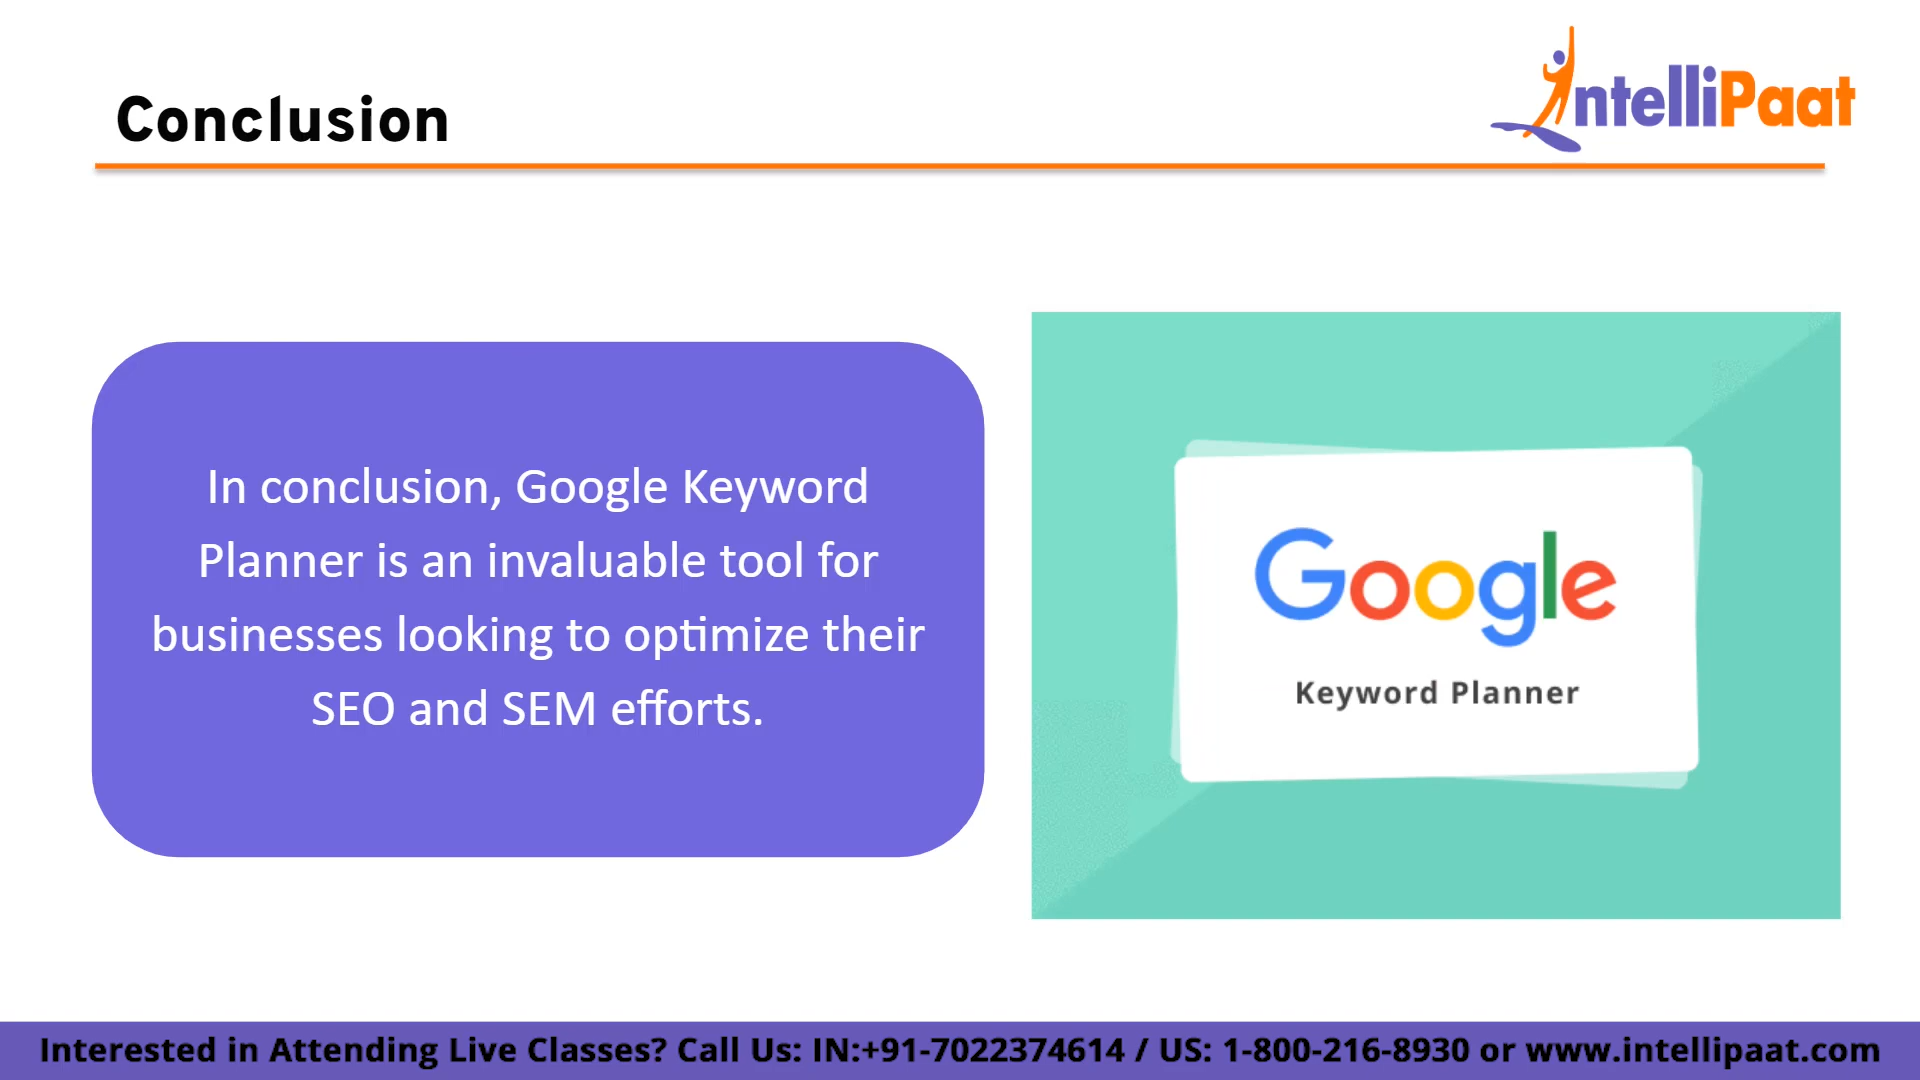 Conclusion
IntelliPaat
In conclusion, Google Keyword
Planner is an invaluable tool for
businesses looking to optimize their
SEO and SEM efforts.
Google
Keyword Planner
Interested in Attending Live Classes? Call Us: IN:+91-7022374614 / US: 1-800-216-8930 or www.intellipaat.com